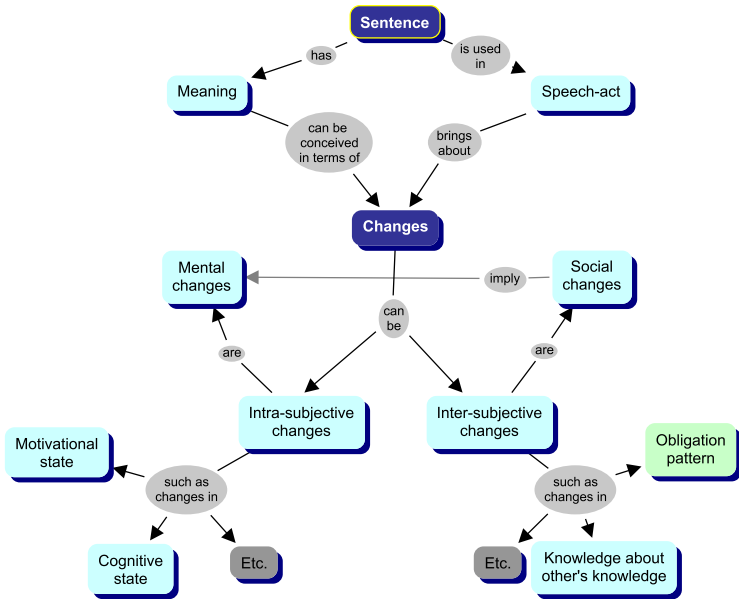 Sentence
has
is used
in
Meaning
Speech-act
can be
conceived
in terms of
brings
about
Changes
Mental
changes
imply
Social
changes
can
be
are
are
Intra-subjective
changes
Inter-subjective
changes
Motivational
state
such as
changes in
such as
changes in
Obligation
pattern
Cognitive
state
Etc.
Etc.
Knowledge about
other's knowledge